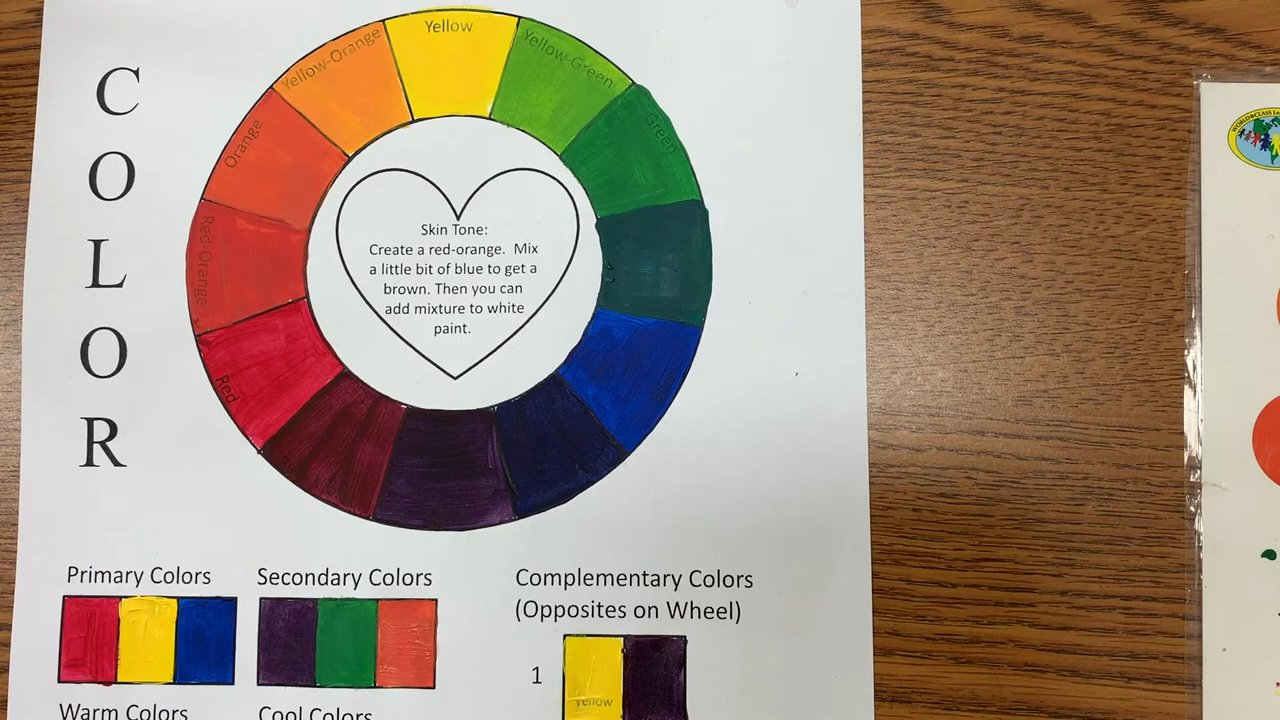 C
O
L
O
R
Yellow
Yellow-Orange
Yellow-Green
Orange
Green
Red-Orange
Red
Skin Tone:
Create a red-orange. Mix
a little bit of blue to get a
brown. Then you can
add mixture to white
paint.
Primary Colors
Secondary Colors
Complementary Colors
(Opposites on Wheel)
1
yellow
Warm Colors
Cool Colors